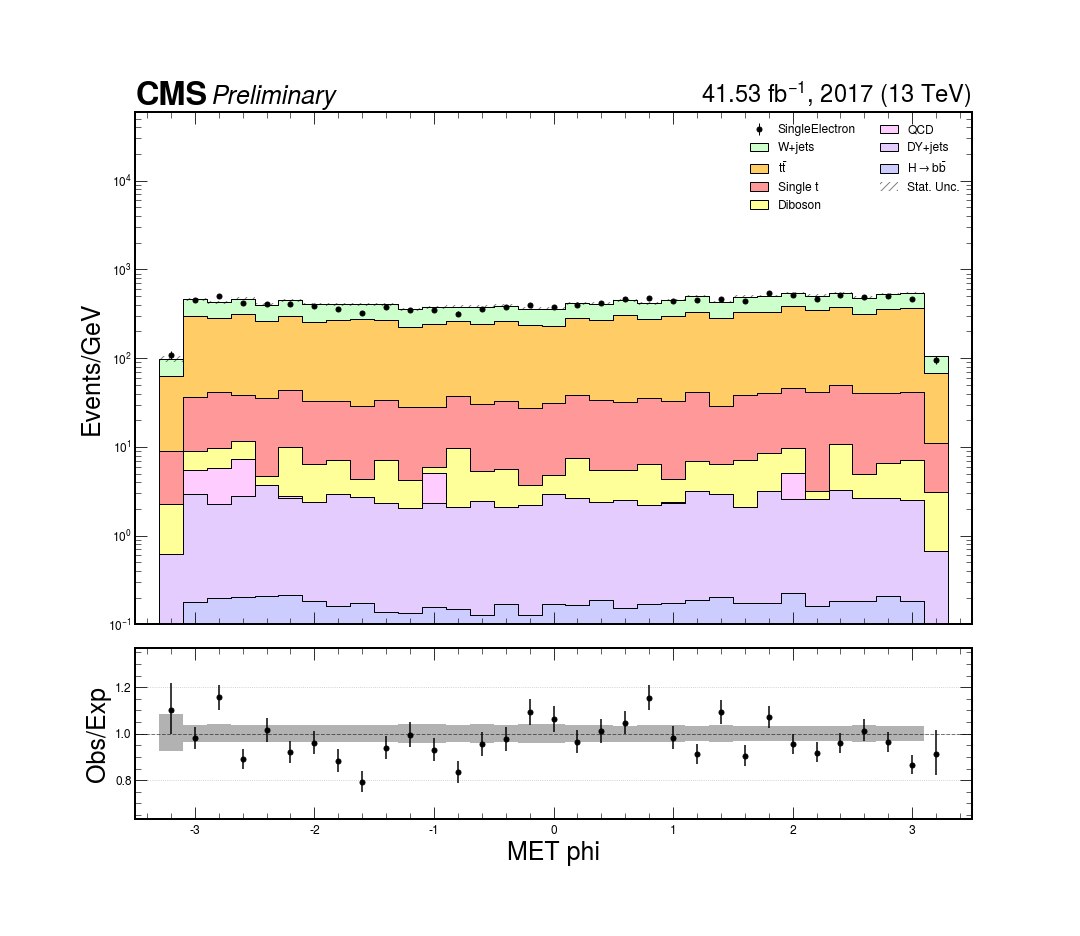 CMS Preliminary
41.53 fb⁻¹, 2017 (13 TeV)
SingleElectron
W+jets
tt̄
Single t
Diboson
QCD
DY+jets
H→bb̄
Stat. Unc.
Events/GeV
10⁴
10³
10²
10¹
10⁰
10⁻¹
Obs/Exp
1.2
1.0
0.8
-3 -2 -1 0 1 2 3
MET phi